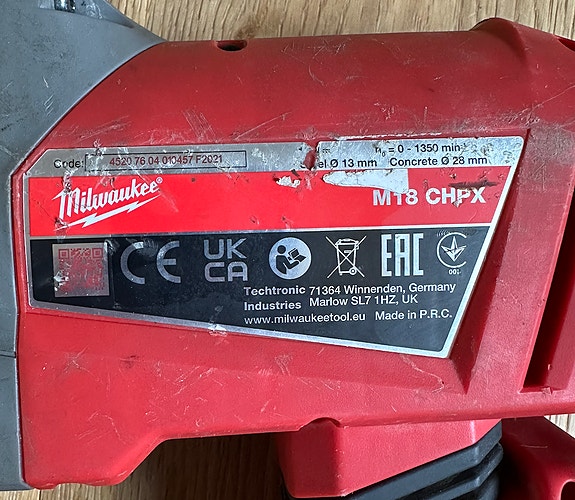 Code: 4520 76 04 010457 F2021
n₀ = 0 - 1350 min
el Ø 13 mm Concrete Ø 28 mm
Milwaukee®
M18 CHPX
CE UK CA EAC
001
Techtronic 71364 Winnenden, Germany
Industries Marlow SL7 1HZ, UK
www.milwaukeetool.eu Made in P.R.C.